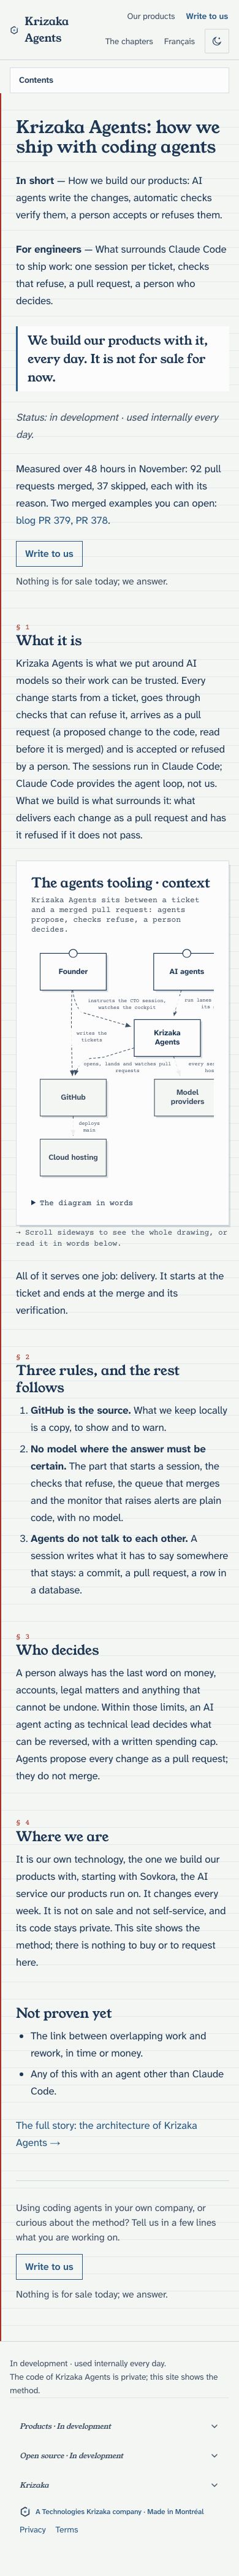 Krizaka
Agents
Our products Write to us
The chapters Français
Contents
Krizaka Agents: how we
ship with coding agents
In short — How we build our products: AI
agents write the changes, automatic checks
verify them, a person accepts or refuses them.
For engineers — What surrounds Claude Code
to ship work: one session per ticket, checks
that refuse, a pull request, a person who
decides.
We build our products with it,
every day. It is not for sale for
now.
Status: in development · used internally every
day.
Measured over 48 hours in November: 92 pull
requests merged, 37 skipped, each with its
reason. Two merged examples you can open:
blog PR 379, PR 378.
Write to us
Nothing is for sale today; we answer.
§ 1
What it is
Krizaka Agents is what we put around AI
models so their work can be trusted. Every
change starts from a ticket, goes through
checks that can refuse it, arrives as a pull
request (a proposed change to the code, read
before it is merged) and is accepted or refused
by a person. The sessions run in Claude Code;
Claude Code provides the agent loop, not us.
What we build is what surrounds it: what
delivers each change as a pull request and has
it refused if it does not pass.
The agents tooling · context
Krizaka Agents sits between a ticket
and a merged pull request: agents
propose, checks refuse, a person
decides.
Founder
AI agents
instructs the CTO session,
watches the cockpit
run lanes
its
writes the
tickets
Krizaka
Agents
opens, lands and watches pull
requests
every ses
hos
GitHub
Model
providers
deploys
main
Cloud hosting
▶ The diagram in words
→ Scroll sideways to see the whole drawing, or
read it in words below.
All of it serves one job: delivery. It starts at the
ticket and ends at the merge and its
verification.
§ 2
Three rules, and the rest
follows
1. GitHub is the source. What we keep locally
is a copy, to show and to warn.
2. No model where the answer must be
certain. The part that starts a session, the
checks that refuse, the queue that merges
and the monitor that raises alerts are plain
code, with no model.
3. Agents do not talk to each other. A
session writes what it has to say somewhere
that stays: a commit, a pull request, a row in
a database.
§ 3
Who decides
A person always has the last word on money,
accounts, legal matters and anything that
cannot be undone. Within those limits, an AI
agent acting as technical lead decides what
can be reversed, with a written spending cap.
Agents propose every change as a pull request;
they do not merge.
§ 4
Where we are
It is our own technology, the one we build our
products with, starting with Sovkora, the AI
service our products run on. It changes every
week. It is not on sale and not self-service, and
its code stays private. This site shows the
method; there is nothing to buy or to request
here.
Not proven yet
• The link between overlapping work and
rework, in time or money.
• Any of this with an agent other than Claude
Code.
The full story: the architecture of Krizaka
Agents →
Using coding agents in your own company, or
curious about the method? Tell us in a few lines
what you are working on.
Write to us
Nothing is for sale today; we answer.
In development · used internally every day.
The code of Krizaka Agents is private; this site shows the
method.
Products · In development
Open source · In development
Krizaka
A Technologies Krizaka company · Made in Montréal
Privacy Terms